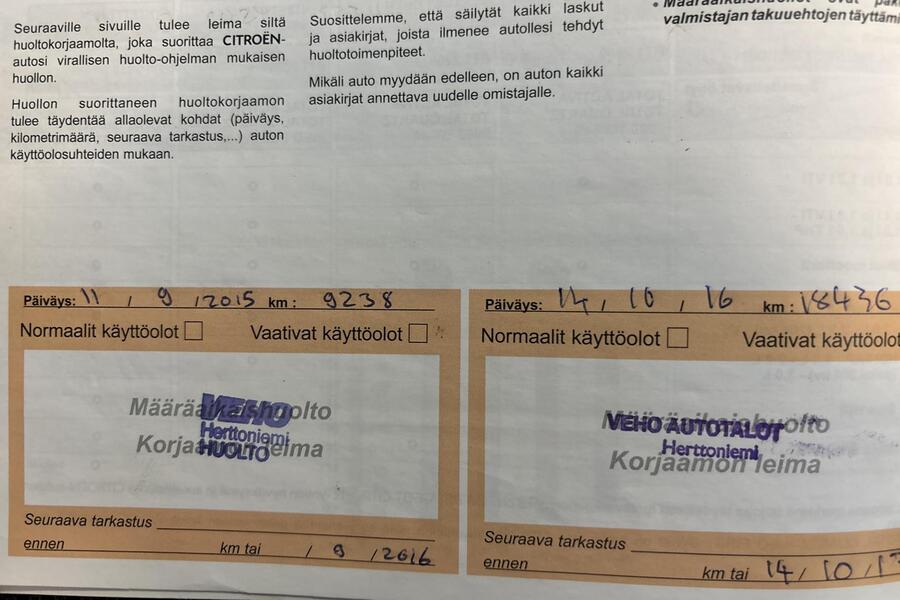 Seuraaville sivuille tulee leima siltä
huoltokorjaamolta, joka suorittaa CITROËN-
autosi virallisen huolto-ohjelman mukaisen
huollon.
Huollon suorittaneen huoltokorjaamon
tulee täydentää allaolevat kohdat (päiväys,
kilometrimäärä, seuraava tarkastus,...) auton
käyttöolosuhteiden mukaan.
Suosittelemme, että säilytät kaikki laskut
ja asiakirjat, joista ilmenee autollesi tehdyt
huoltotoimenpiteet.
Mikäli auto myydään edelleen, on auton kaikki
asiakirjat annettava uudelle omistajalle.
valmistajan takuuehtojen täyttämi
Päiväys: 11 / 9 / 2015 km : 9238
Normaalit käyttöolot Vaativat käyttöolot
Määräaikaishuolto
Korjaamon leima
VEHO
Herttoniemi
HUOLTO
Seuraava tarkastus
ennen km tai / 9 / 2016
Päiväys: 14, 10, 16 km : 18436
Normaalit käyttöolot Vaativat käyttöolot
Määräaikaishuolto
Korjaamon leima
VEHO AUTOTALOT
Herttoniemi
Seuraava tarkastus
ennen km tai 14/ 10 / 17